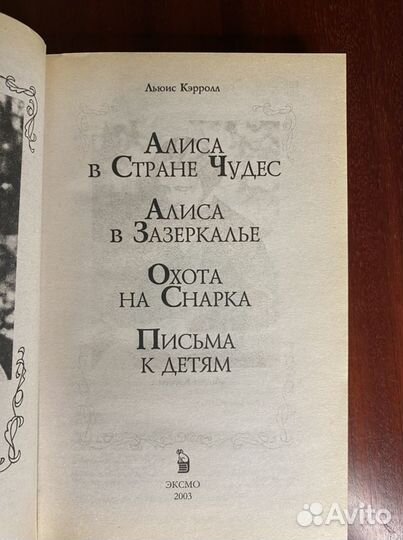 Льюис Кэрролл
Алиса
в Стране Чудес
Алиса
в Зазеркалье
Охота
на Снарка
Письма
к детям
ЭКСМО
2003
Avito